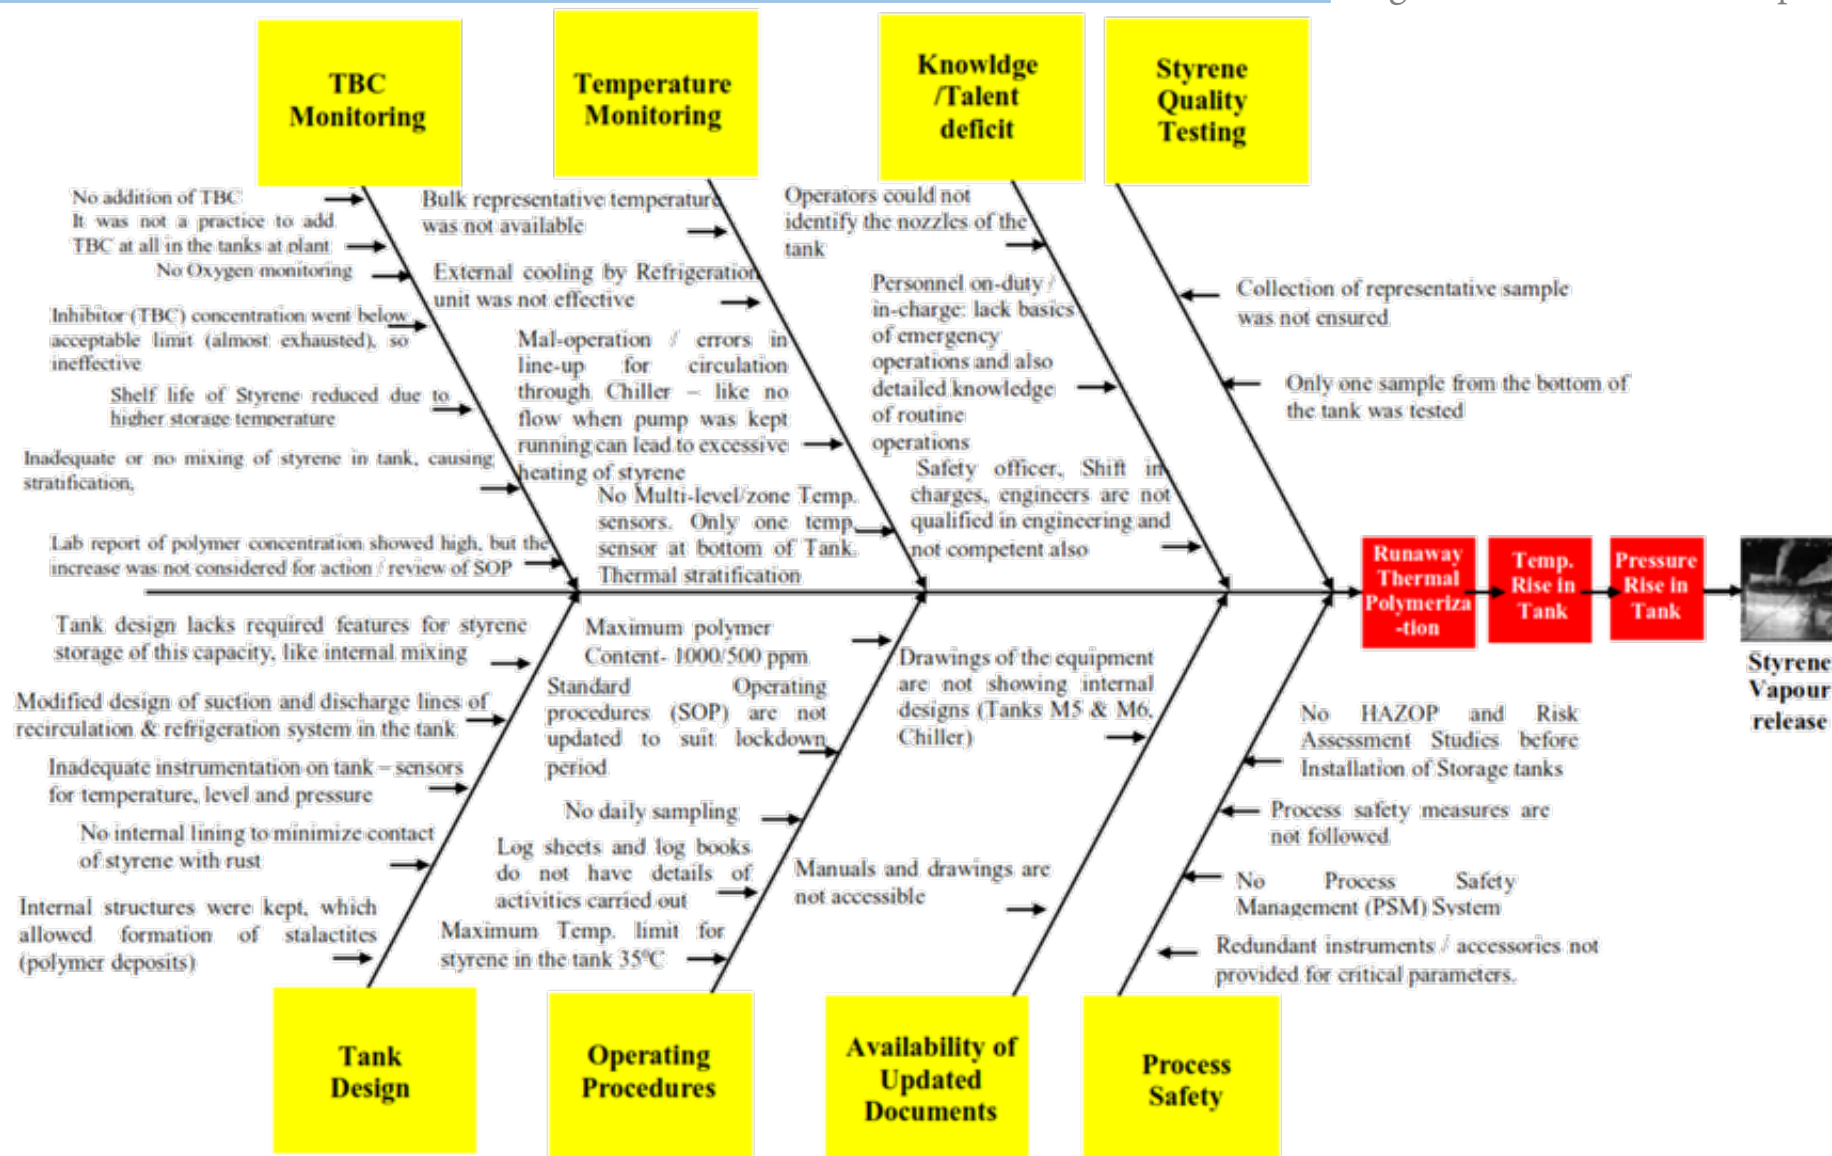 TBC
Monitoring
Temperature
Monitoring
Knowldge
/Talent
deficit
Styrene
Quality
Testing
No addition of TBC
It was not a practice to add
TBC at all in the tanks at plant
No Oxygen monitoring
Inhibitor (TBC) concentration went below
acceptable limit (almost exhausted), so
ineffective
Shelf life of Styrene reduced due to
higher storage temperature
Inadequate or no mixing of styrene in tank, causing
stratification,
Lab report of polymer concentration showed high, but the
increase was not considered for action / review of SOP
Bulk representative temperature
was not available
External cooling by Refrigeration
unit was not effective
Mal-operation / errors in
line-up for circulation
through Chiller – like no
flow when pump was kept
running can lead to excessive
heating of styrene
No Multi-level/zone Temp.
sensors. Only one temp.
sensor at bottom of Tank.
Thermal stratification
Operators could not
identify the nozzles of the
tank
Personnel on-duty /
in-charge: lack basics
of emergency
operations and also
detailed knowledge
of routine
operations
Safety officer, Shift in
charges, engineers are not
qualified in engineering and
not competent also
Collection of representative sample
was not ensured
Only one sample from the bottom of
the tank was tested
Runaway
Thermal
Polymeriza
-tion
Temp.
Rise in
Tank
Pressure
Rise in
Tank
Styrene
Vapour
release
Tank design lacks required features for styrene
storage of this capacity, like internal mixing
Modified design of suction and discharge lines of
recirculation & refrigeration system in the tank
Inadequate instrumentation on tank – sensors
for temperature, level and pressure
No internal lining to minimize contact
of styrene with rust
Internal structures were kept, which
allowed formation of stalactites
(polymer deposits)
Maximum polymer
Content- 1000/500 ppm
Standard Operating
procedures (SOP) are not
updated to suit lockdown
period
No daily sampling
Log sheets and log books
do not have details of
activities carried out
Maximum Temp. limit for
styrene in the tank 35ºC
Drawings of the equipment
are not showing internal
designs (Tanks M5 & M6,
Chiller)
Manuals and drawings are
not accessible
No HAZOP and Risk
Assessment Studies before
Installation of Storage tanks
Process safety measures are
not followed
No Process Safety
Management (PSM) System
Redundant instruments / accessories not
provided for critical parameters.
Tank
Design
Operating
Procedures
Availability of
Updated
Documents
Process
Safety